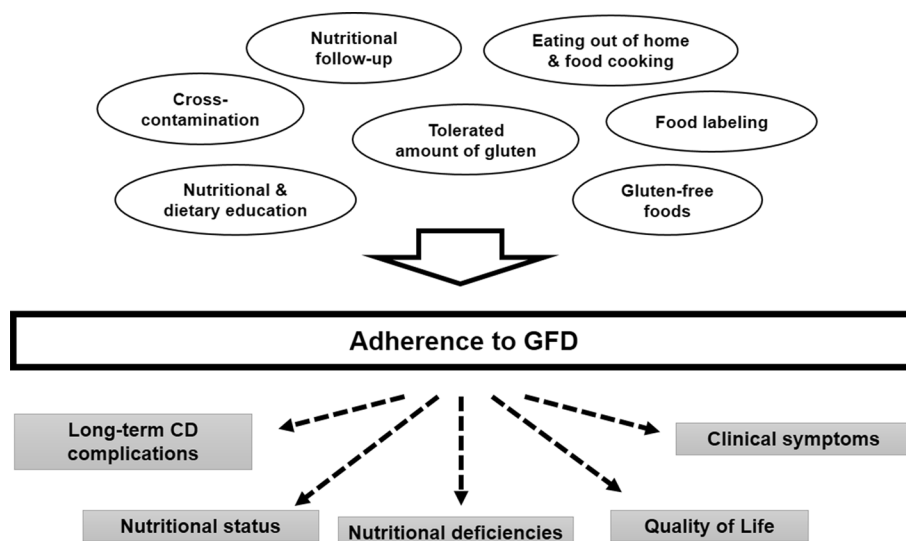 Nutritional
follow-up
Eating out of home
& food cooking
Cross-
contamination
Tolerated
amount of gluten
Food labeling
Nutritional &
dietary education
Gluten-free
foods
Adherence to GFD
Long-term CD
complications
Clinical symptoms
Nutritional status
Nutritional deficiencies
Quality of Life